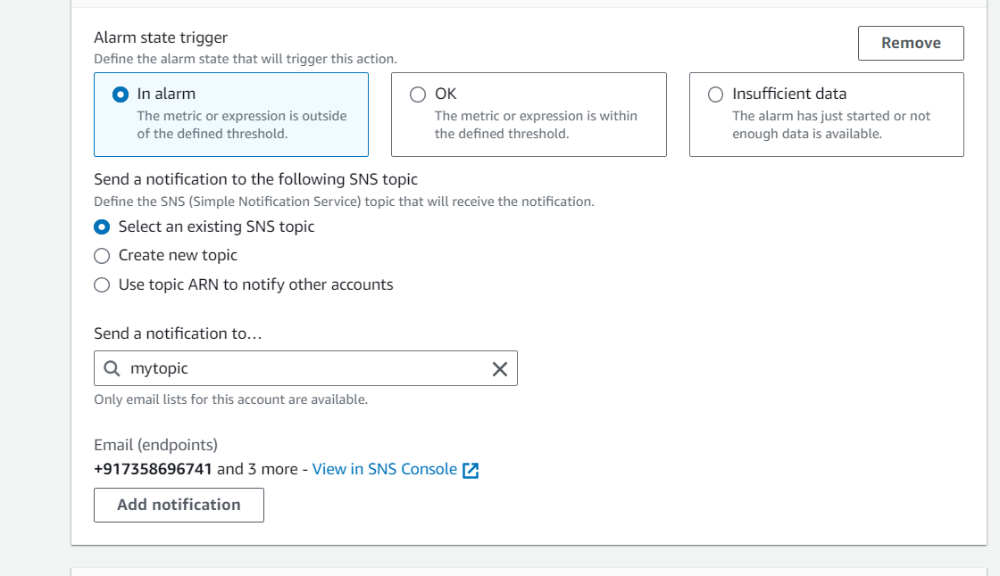 Alarm state trigger
Remove
Define the alarm state that will trigger this action.
In alarm
The metric or expression is outside
of the defined threshold.
OK
The metric or expression is within
the defined threshold.
Insufficient data
The alarm has just started or not
enough data is available.
Send a notification to the following SNS topic
Define the SNS (Simple Notification Service) topic that will receive the notification.
Select an existing SNS topic
Create new topic
Use topic ARN to notify other accounts
Send a notification to…
mytopic
Only email lists for this account are available.
Email (endpoints)
+917358696741 and 3 more - View in SNS Console
Add notification